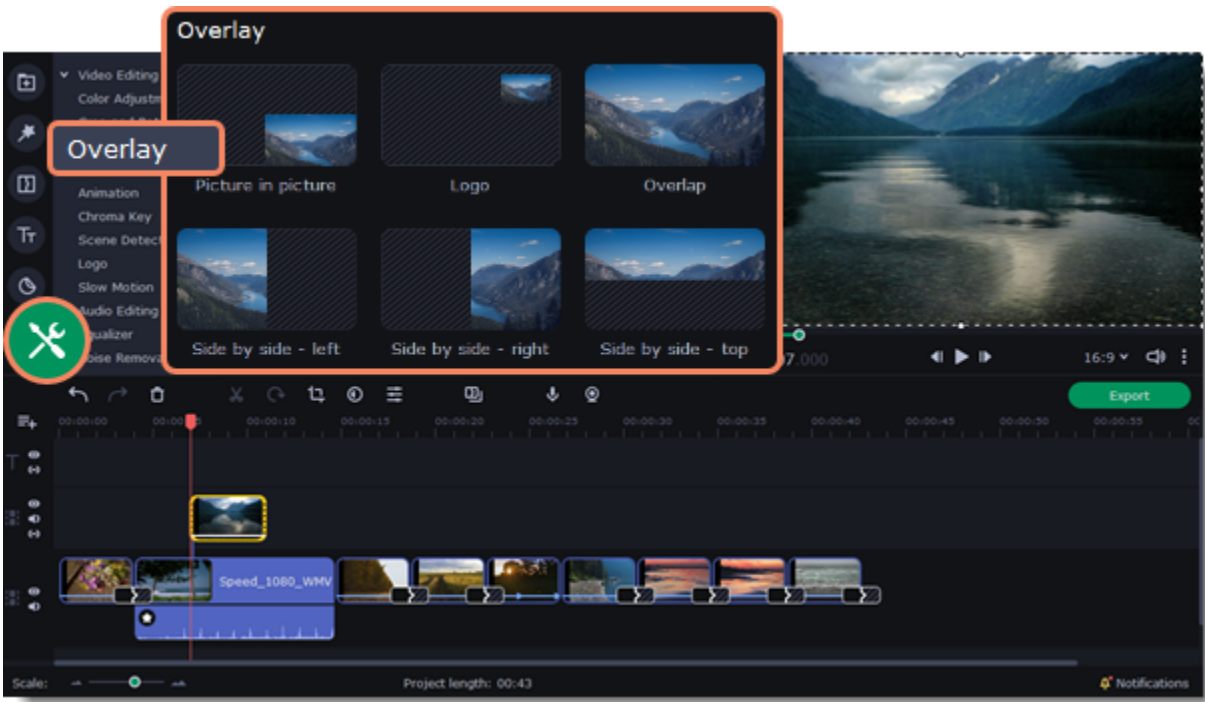 Overlay
Picture in picture
Logo
Overlap
Side by side - left
Side by side - right
Side by side - top
Video Editing
Color Adjustm
Overlay
Animation
Chroma Key
Scene Detect
Logo
Slow Motion
Audio Editing
qualizer
oise Remova
07.000
16:9
Export
00:00:00
00:00:10
00:00:15
00:00:20
00:00:25
00:00:30
00:00:35
00:00:40
00:00:45
00:00:50
00:00:55
Speed_1080_WMV
Scale:
Project length: 00:43
Notifications